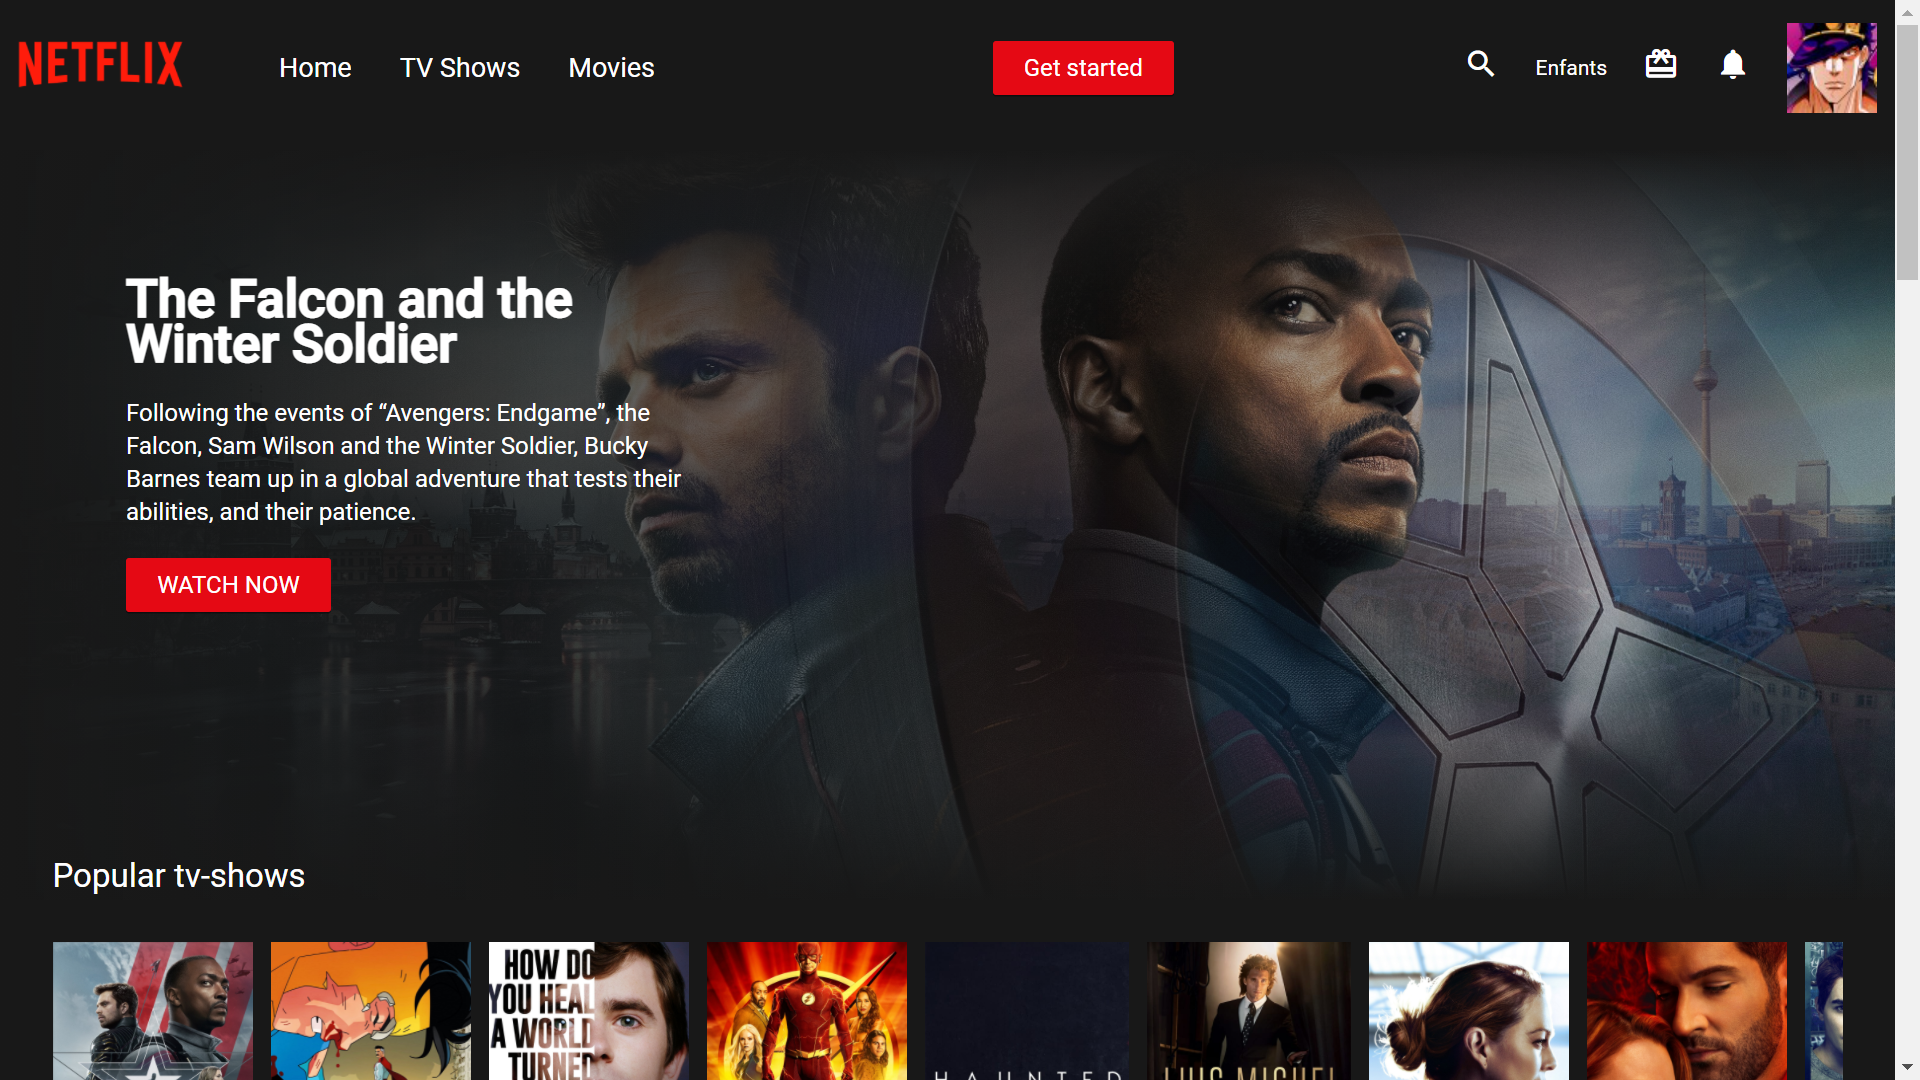 NETFLIX
Home
TV Shows
Movies
Get started
Enfants
The Falcon and the
Winter Soldier
Following the events of “Avengers: Endgame”, the
Falcon, Sam Wilson and the Winter Soldier, Bucky
Barnes team up in a global adventure that tests their
abilities, and their patience.
WATCH NOW
Popular tv-shows
HOW DO
YOU HEAL
A WORLD
TURNED
HAUNTED
LUIS MIGUEL